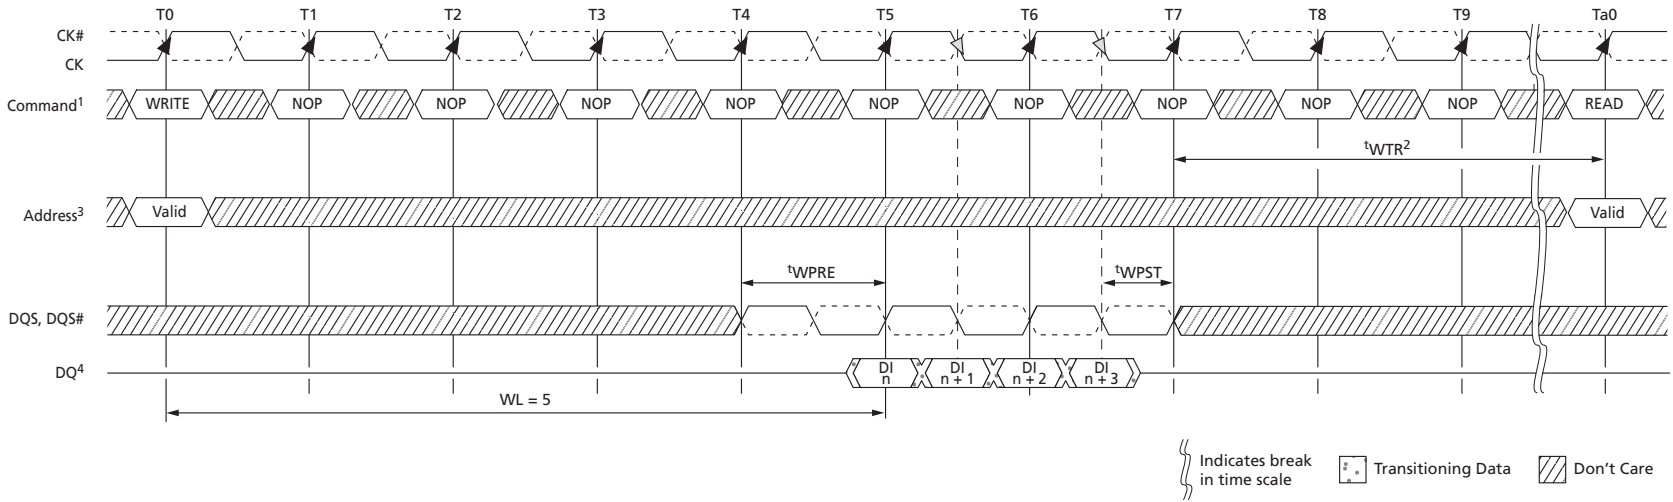 T0 T1 T2 T3 T4 T5 T6 T7 T8 T9 Ta0
CK#
CK
Command1 WRITE NOP NOP NOP NOP NOP NOP NOP NOP NOP READ
tWTR2
Address3 Valid Valid
tWPRE tWPST
DQS, DQS#
DQ4 DI n DI n + 1 DI n + 2 DI n + 3
WL = 5
Indicates break
in time scale
Transitioning Data
Don't Care